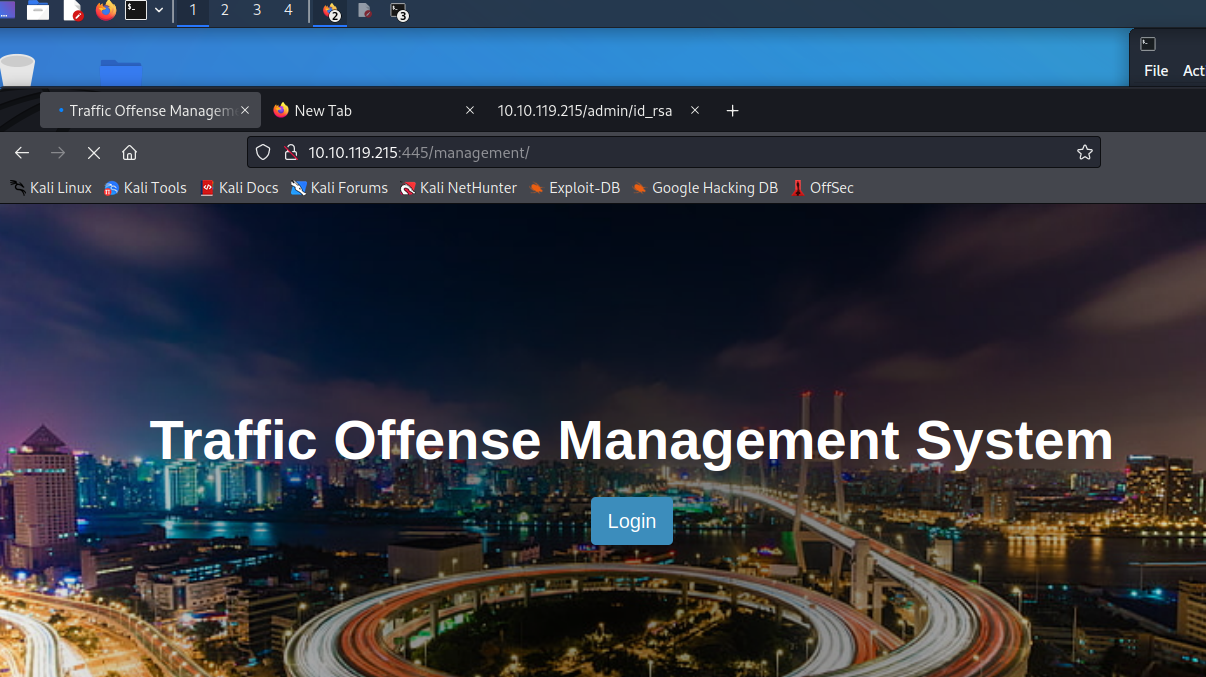 1 2 3 4 2 3
File Act
Traffic Offense Managem New Tab 10.10.119.215/admin/id_rsa
10.10.119.215:445/management/
Kali Linux Kali Tools Kali Docs Kali Forums Kali NetHunter Exploit-DB Google Hacking DB OffSec
Traffic Offense Management System
Login